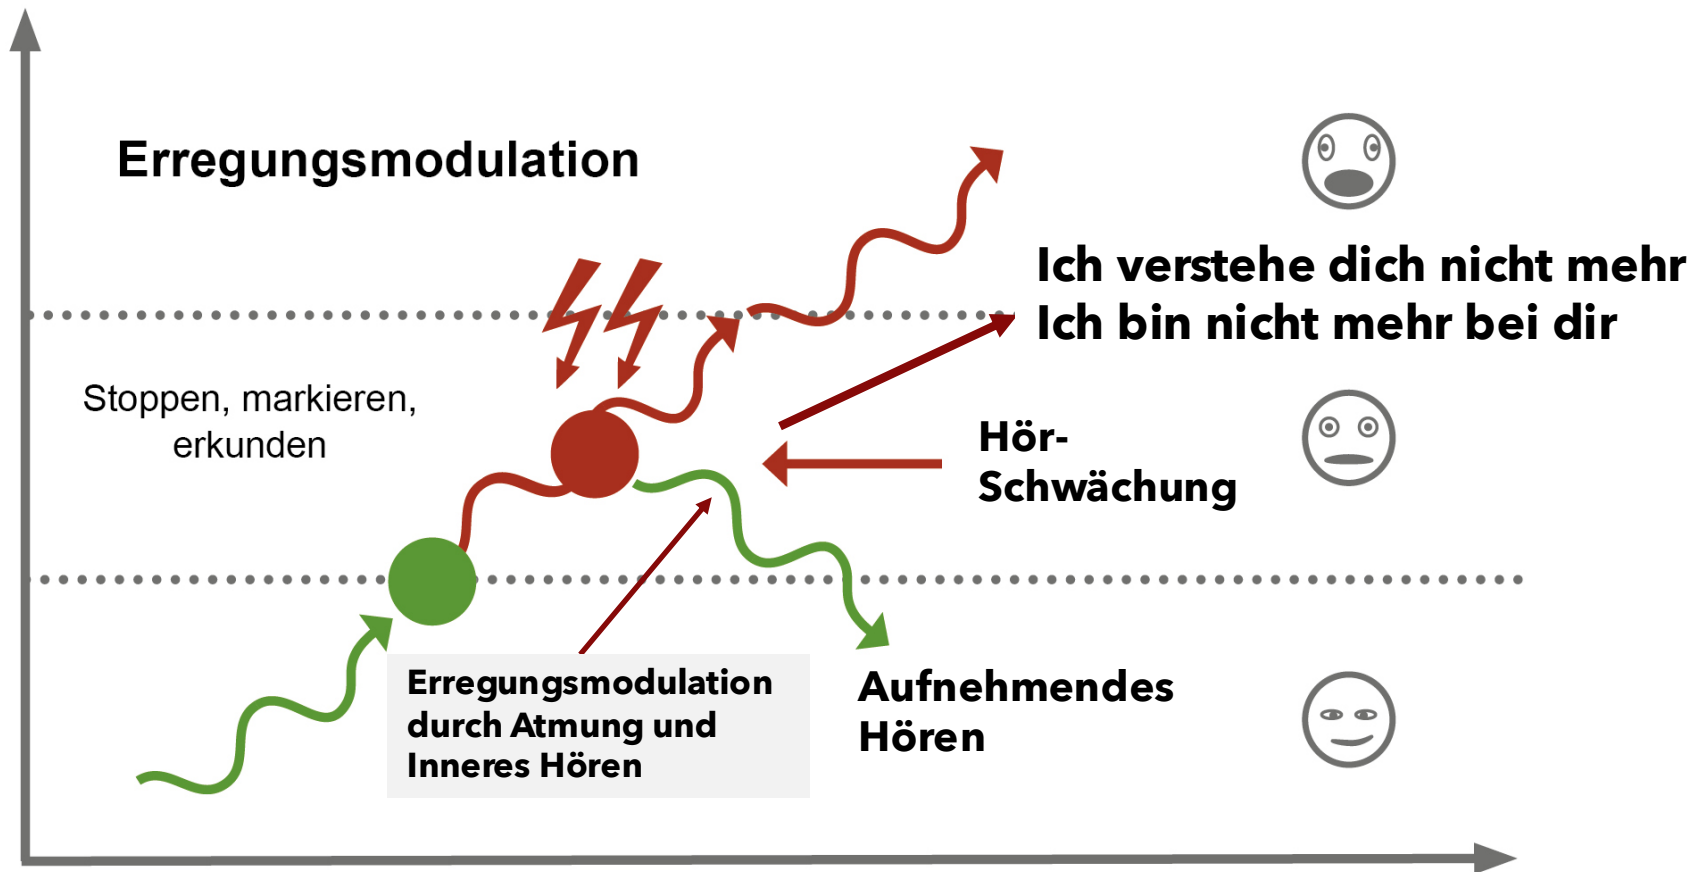 Erregungsmodulation
Ich verstehe dich nicht mehr
Ich bin nicht mehr bei dir
Stoppen, markieren,
erkunden
Hör-
Schwächung
Erregungsmodulation
durch Atmung und
Inneres Hören
Aufnehmendes
Hören